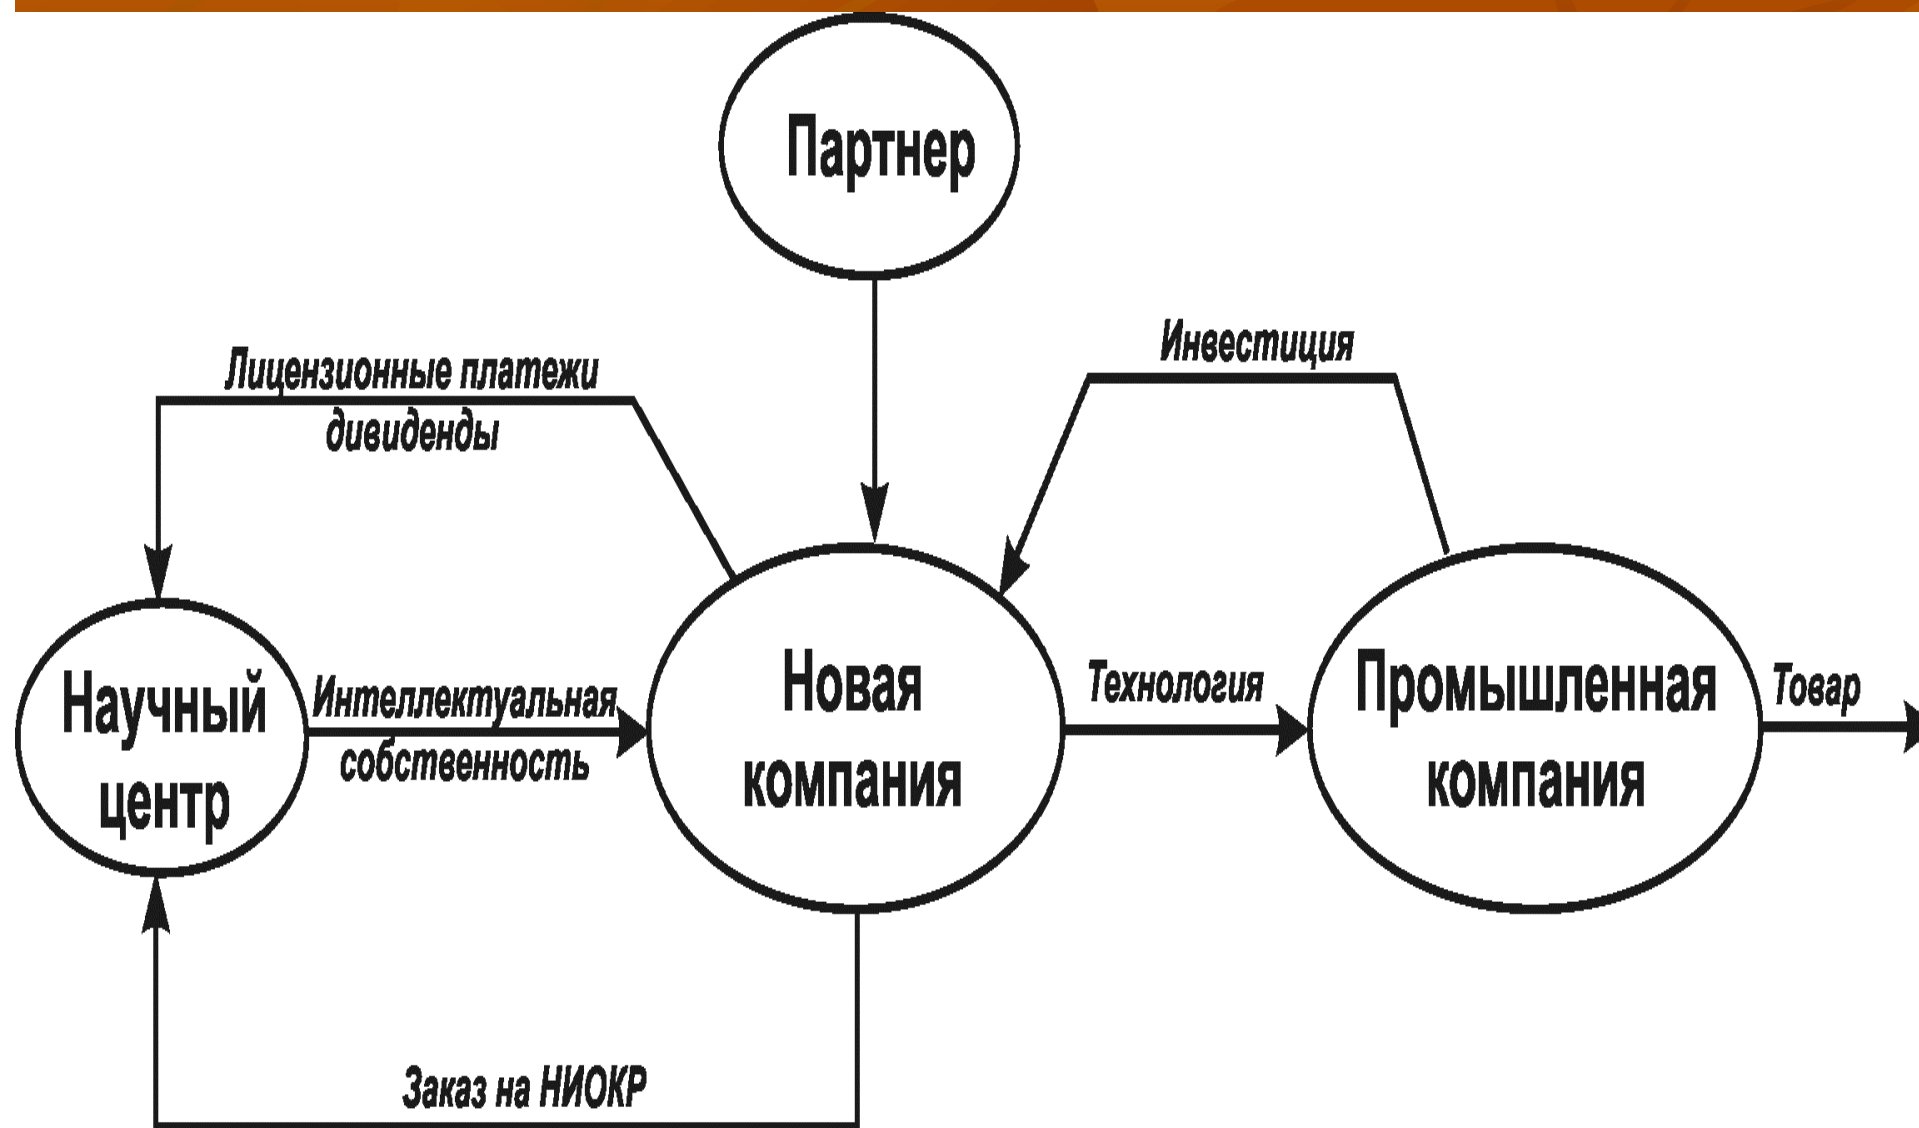 Партнер
Инвестиция
Лицензионные платежи
дивиденды
Научный
центр
Интеллектуальная
собственность
Новая
компания
Технология
Промышленная
компания
Товар
Заказ на НИОКР